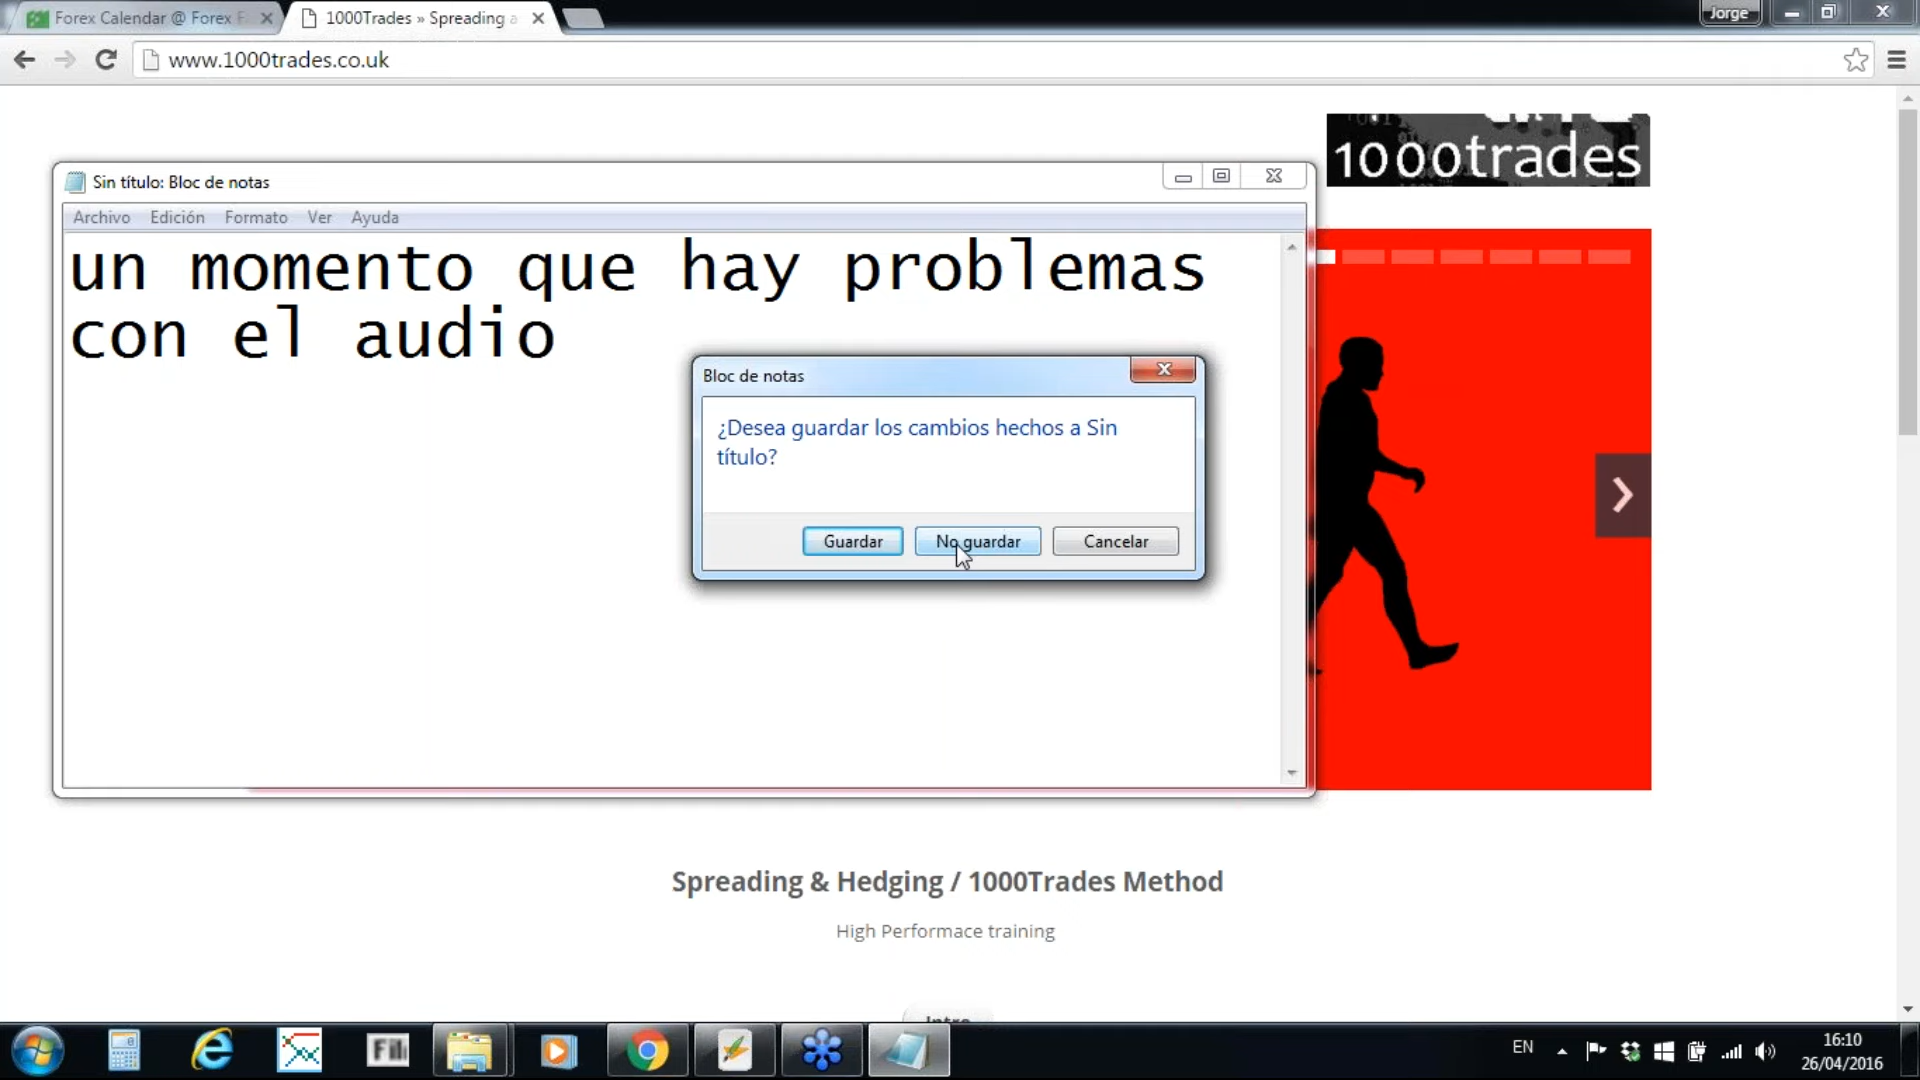 Forex Calendar @ Forex F
1000Trades » Spreading a
Jorge
www.1000trades.co.uk
1000trades
Sin título: Bloc de notas
Archivo Edición Formato Ver Ayuda
un momento que hay problemas
con el audio
Bloc de notas
¿Desea guardar los cambios hechos a Sin
título?
Guardar No guardar Cancelar
Spreading & Hedging / 1000Trades Method
High Performace training
Intro
EN
16:10
26/04/2016